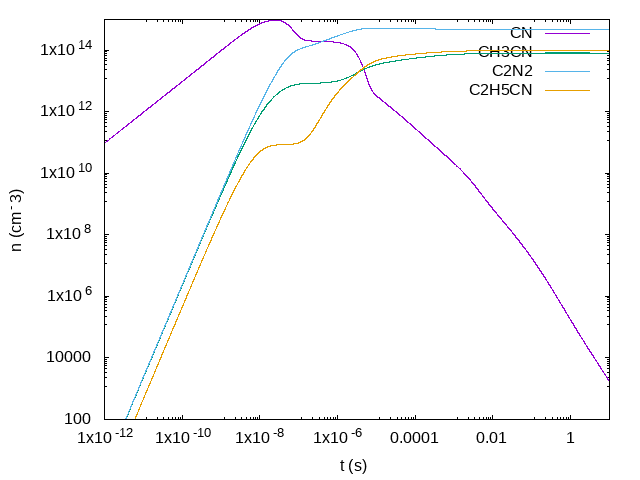 CN
CH3CN
C2N2
C2H5CN
1x10 14
1x10 12
1x10 10
1x10 8
1x10 6
10000
100
n (cm-3)
1x10-12 1x10-10 1x10-8 1x10-6 0.0001 0.01 1
t (s)